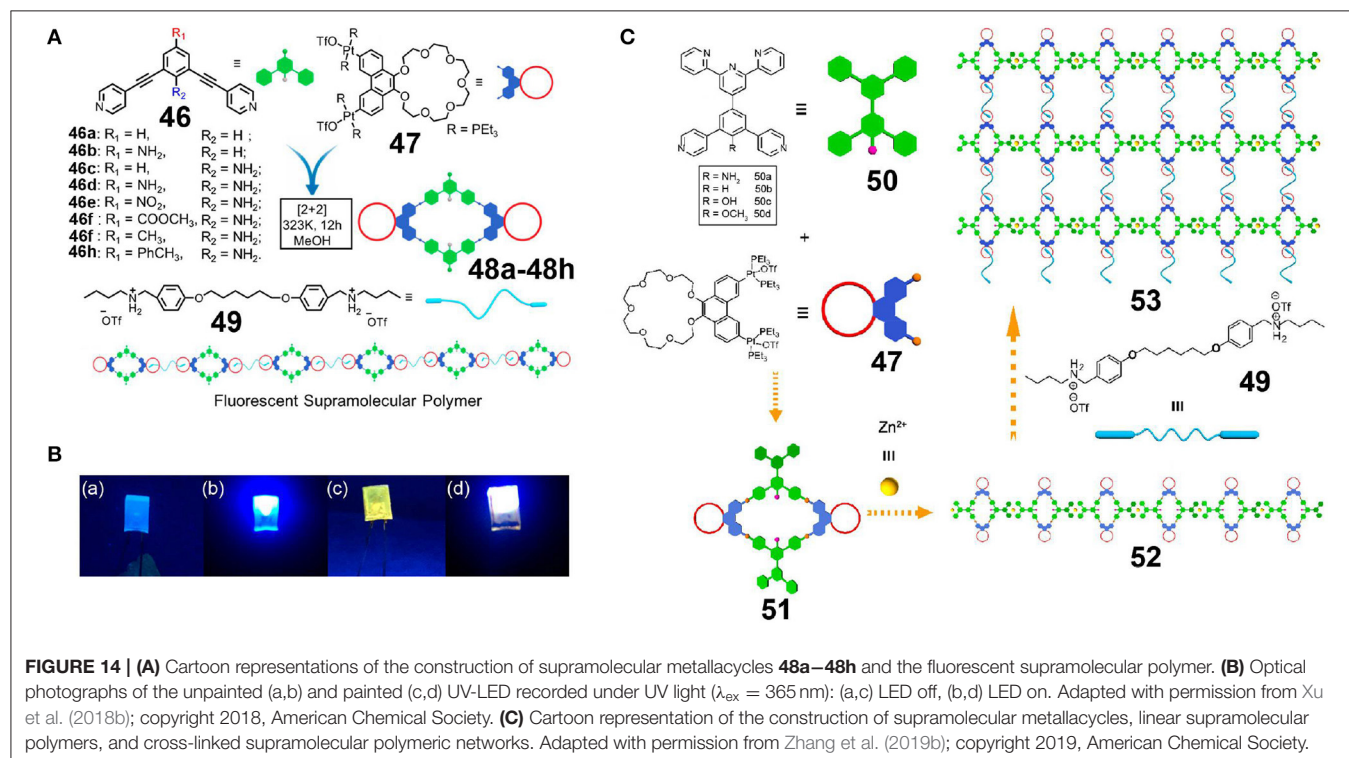 A
R1
N
R2
N
46
≡
46a: R1 = H, R2 = H ;
46b: R1 = NH2, R2 = H;
46c: R1 = H, R2 = NH2;
46d: R1 = NH2, R2 = NH2;
46e: R1 = NO2, R2 = NH2;
46f : R1 = COOCH3, R2 = NH2;
46f: R1 = CH3, R2 = NH2;
46h: R1 = PhCH3, R2 = NH2.
TfO
R
Pt
R
R
TfO
Pt
R
O O O O O O O
≡
47
R = PEt3
[2+2]
323K, 12h
MeOH
48a-48h
+
N
H2
−OTf
O
O
+
N
H2
−OTf
≡
49
Fluorescent Supramolecular Polymer
B
(a) (b) (c) (d)
C
N N N
N N
R
R = NH2 50a
R = H 50b
R = OH 50c
R = OCH3 50d
≡
50
+
O O O O O O O
PEt3
Pt
OTf
PEt3
PEt3
Pt
OTf
PEt3
≡
47
51
Zn2+
≡
52
53
⊖
OTf
⊕
NH2
O
O
NH2
⊕
⊖
OTf
49
≡
FIGURE 14 | (A) Cartoon representations of the construction of supramolecular metallacycles 48a–48h and the fluorescent supramolecular polymer. (B) Optical
photographs of the unpainted (a,b) and painted (c,d) UV-LED recorded under UV light (λex = 365 nm): (a,c) LED off, (b,d) LED on. Adapted with permission from Xu
et al. (2018b); copyright 2018, American Chemical Society. (C) Cartoon representation of the construction of supramolecular metallacycles, linear supramolecular
polymers, and cross-linked supramolecular polymeric networks. Adapted with permission from Zhang et al. (2019b); copyright 2019, American Chemical Society.